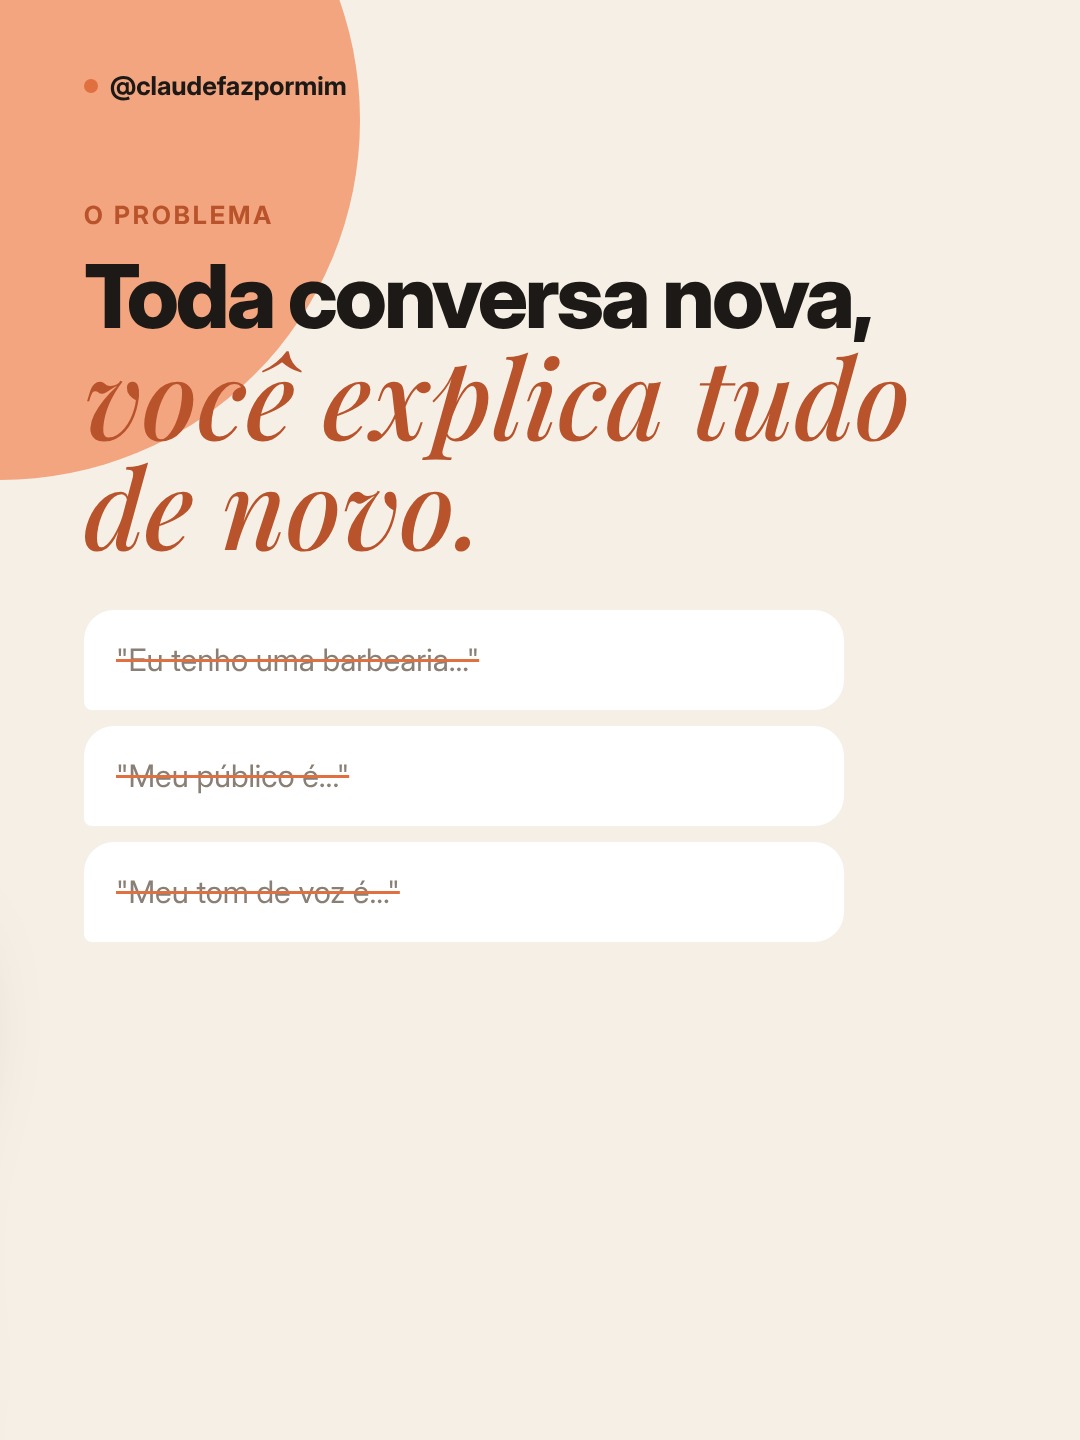 @claudefazpormim
O PROBLEMA
Toda conversa nova,
você explica tudo
de novo.
"Eu tenho uma barbearia..."
"Meu público é..."
"Meu tom de voz é..."